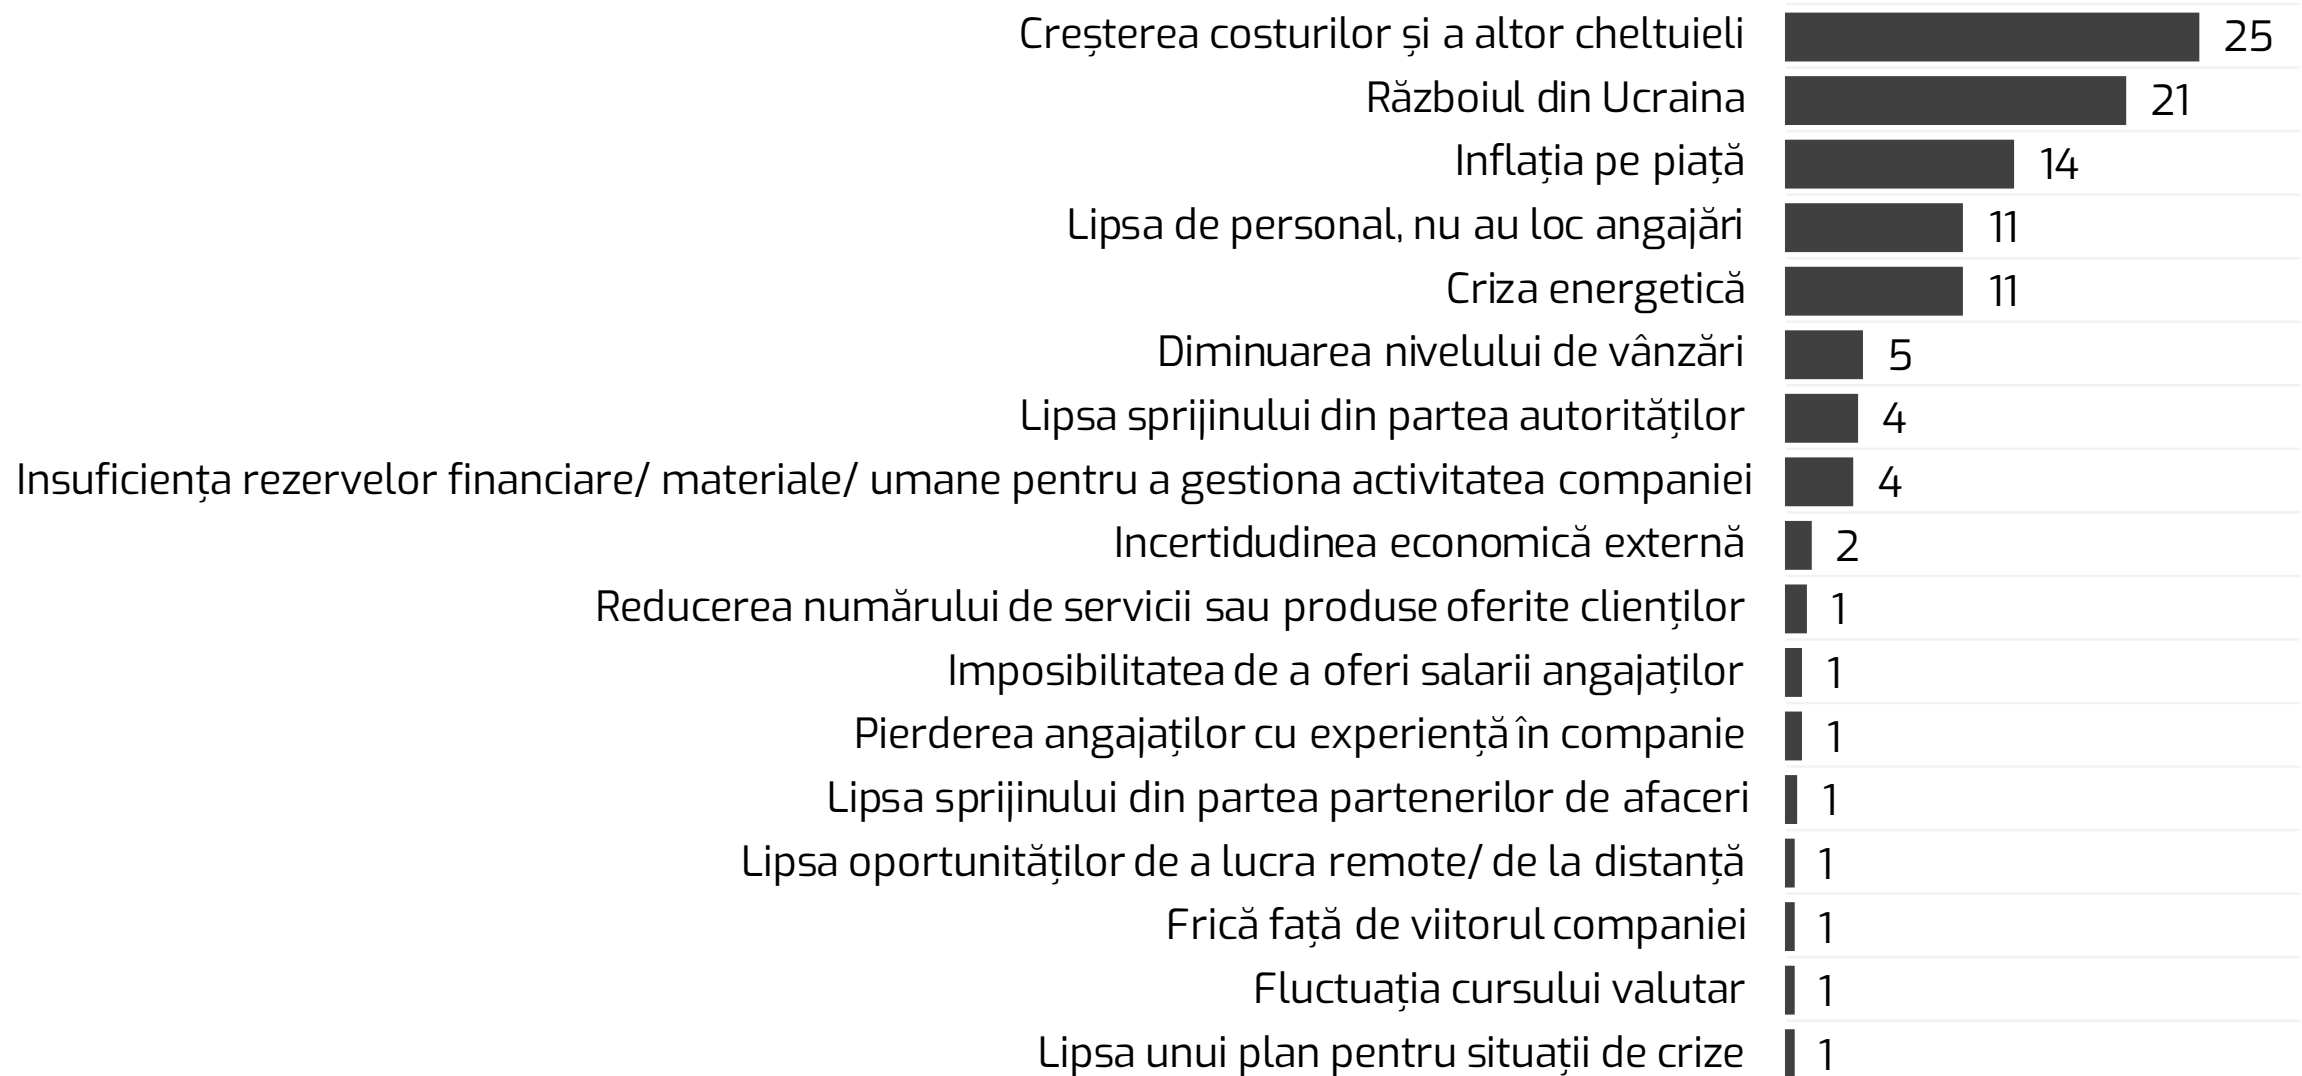 Creșterea costurilor și a altor cheltuieli 25
Războiul din Ucraina 21
Inflația pe piață 14
Lipsa de personal, nu au loc angajări 11
Criza energetică 11
Diminuarea nivelului de vânzări 5
Lipsa sprijinului din partea autorităților 4
Insuficiența rezervelor financiare/ materiale/ umane pentru a gestiona activitatea companiei 4
Incertidudinea economică externă 2
Reducerea numărului de servicii sau produse oferite clienților 1
Imposibilitatea de a oferi salarii angajaților 1
Pierderea angajaților cu experiență în companie 1
Lipsa sprijinului din partea partenerilor de afaceri 1
Lipsa oportunităților de a lucra remote/ de la distanță 1
Frică față de viitorul companiei 1
Fluctuația cursului valutar 1
Lipsa unui plan pentru situații de crize 1